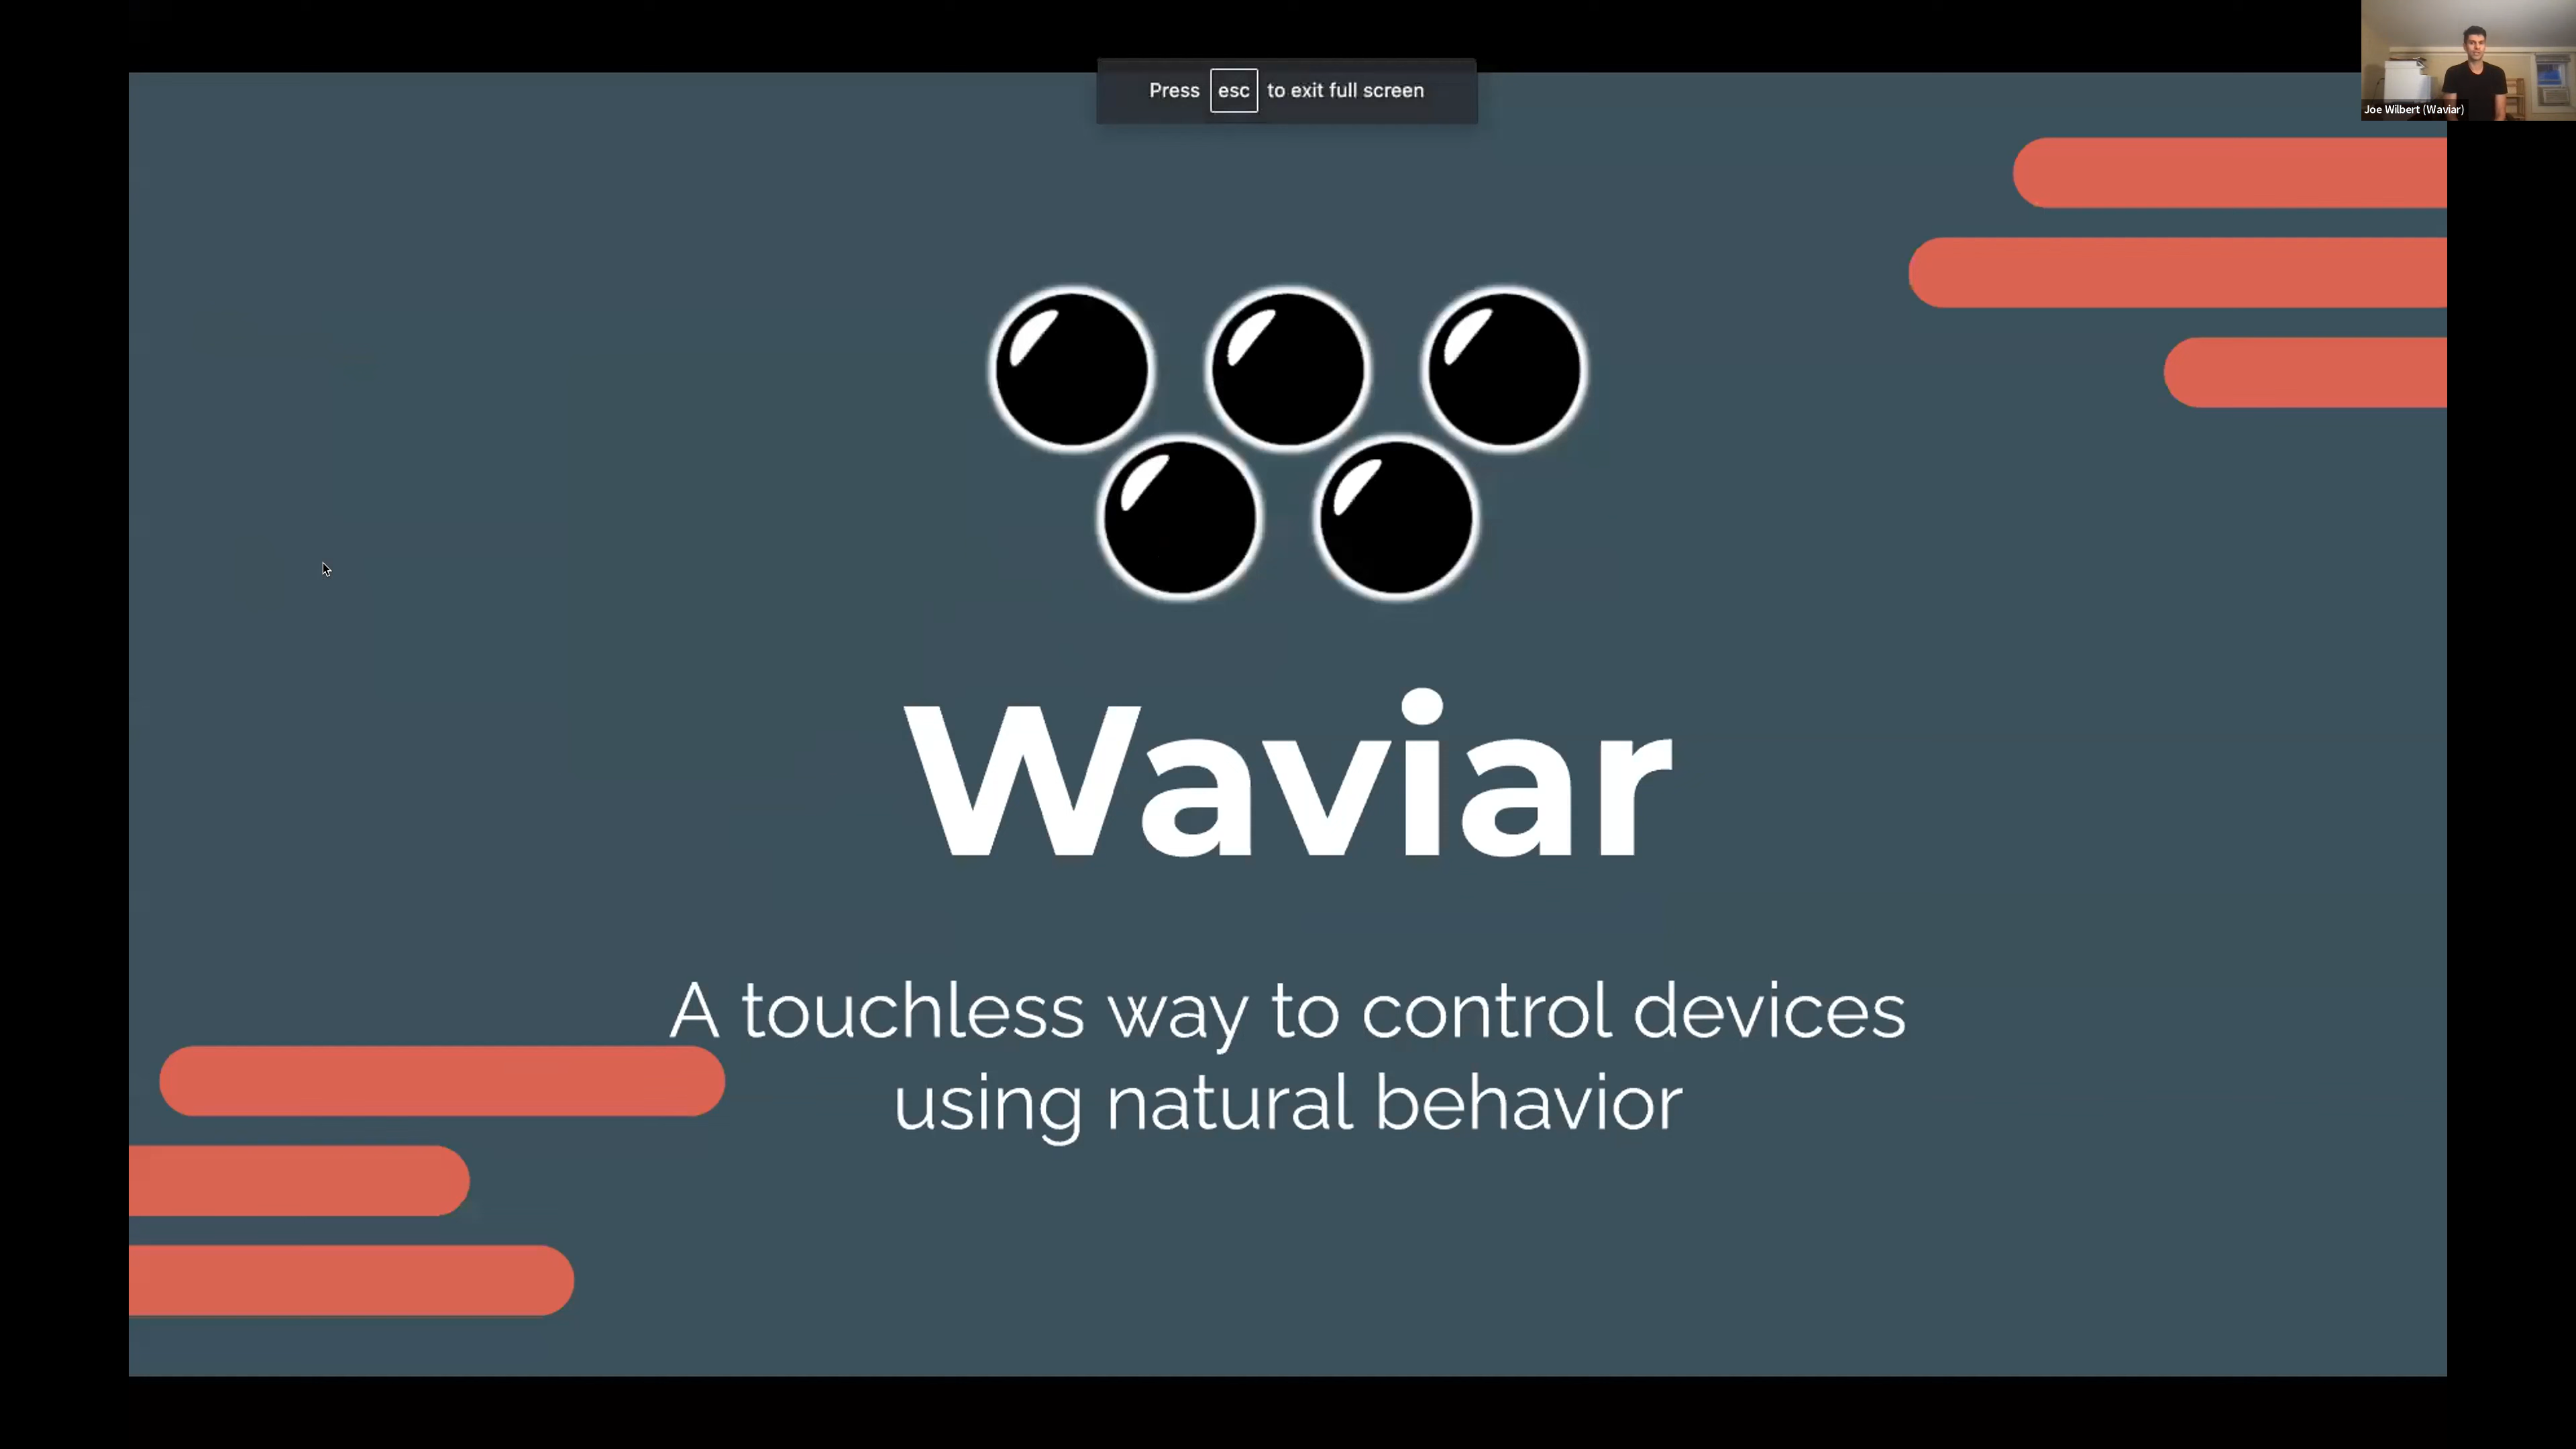 Press esc to exit full screen
Joe Wilbert (Waviar)
Waviar
A touchless way to control devices
using natural behavior